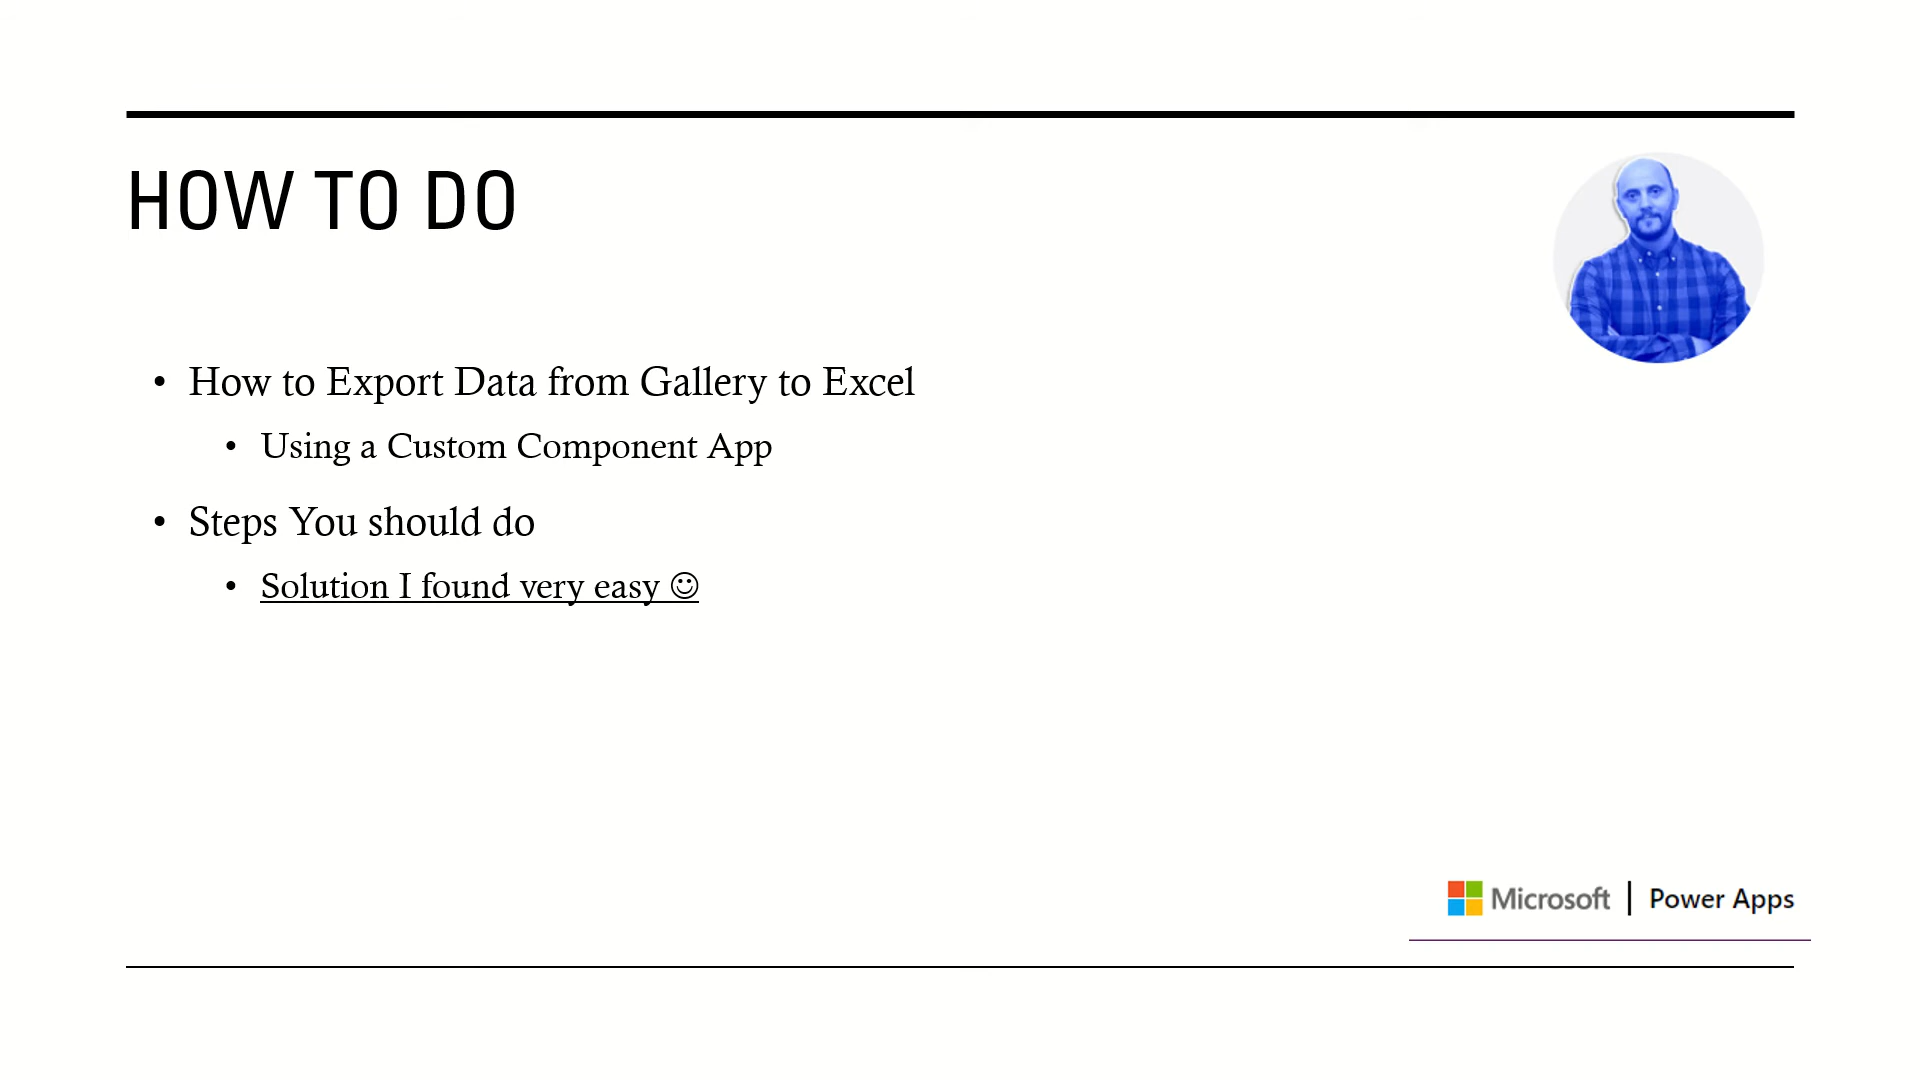 HOW TO DO
• How to Export Data from Gallery to Excel
• Using a Custom Component App
• Steps You should do
• Solution I found very easy ☺
Microsoft | Power Apps